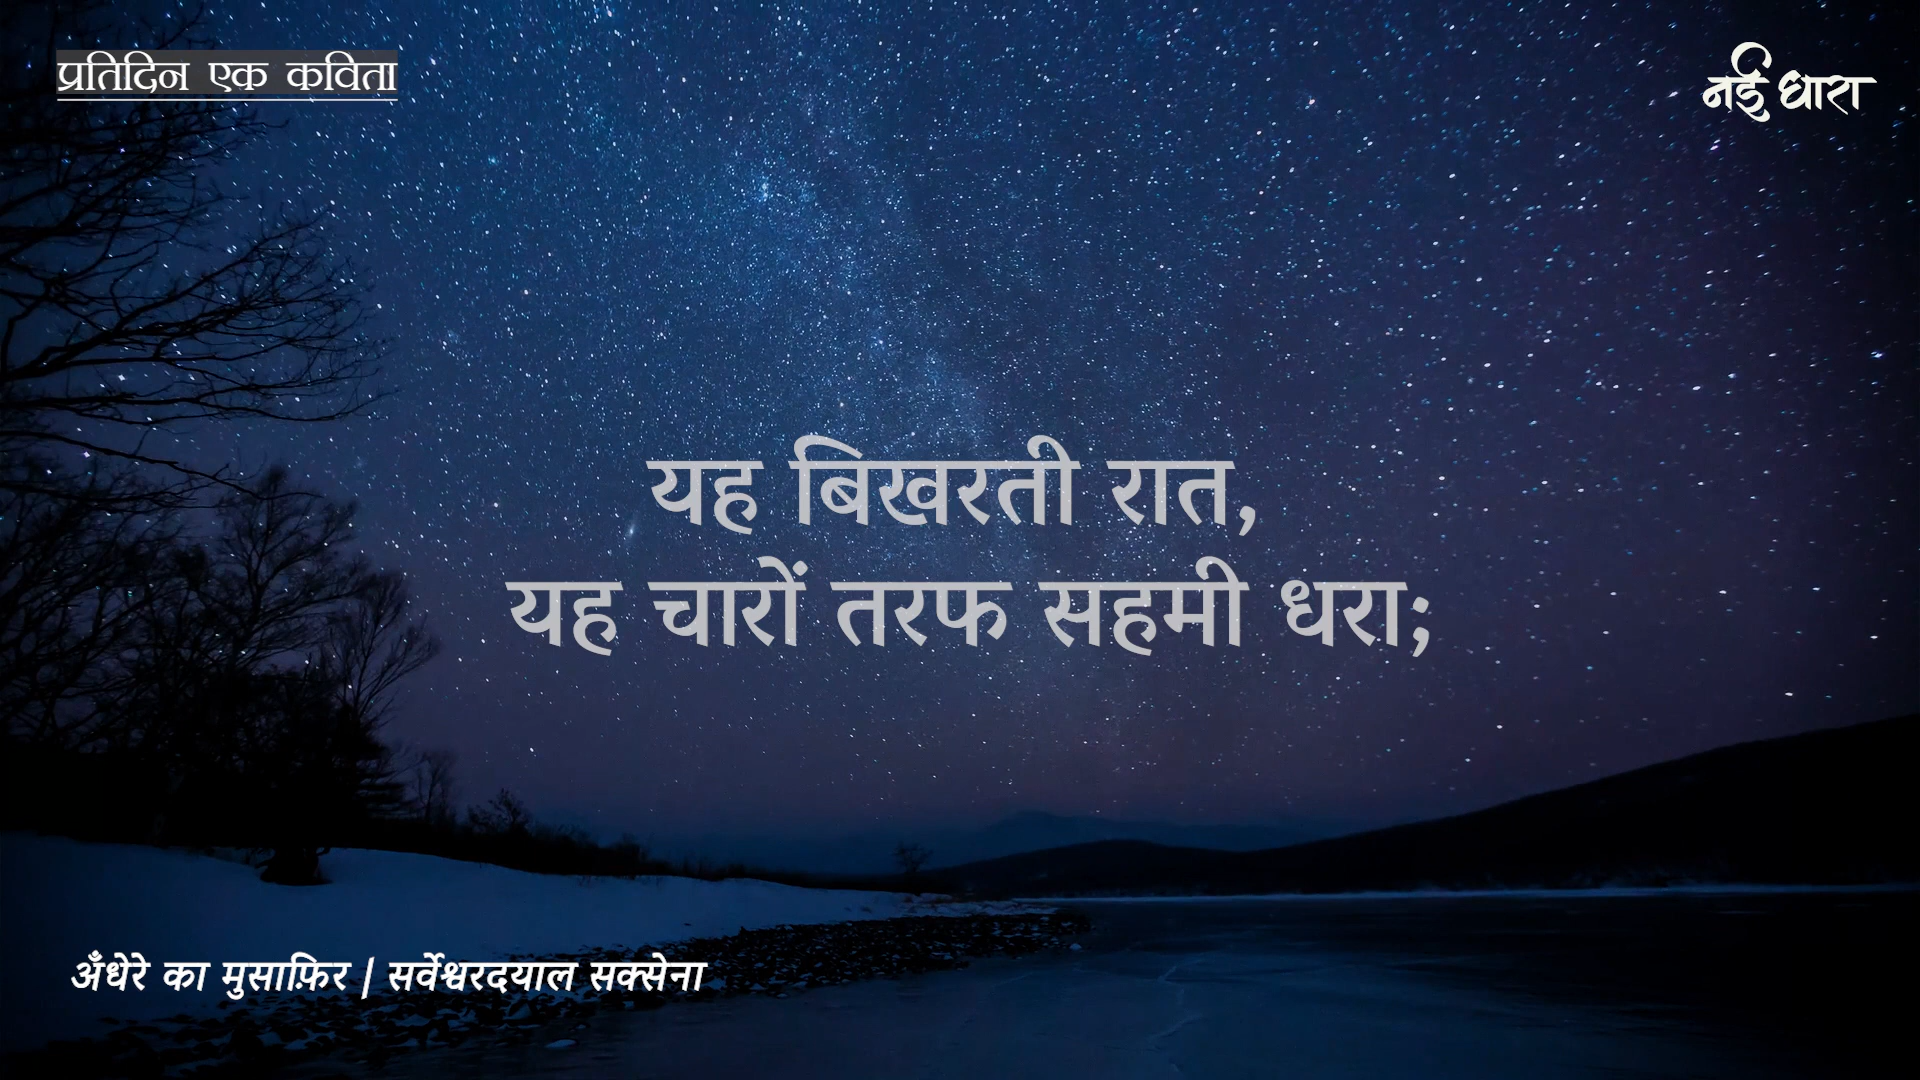 प्रतिदिन एक कविता
नई धारा
यह बिखरती रात,
यह चारों तरफ सहमी धरा;
अँधेरे का मुसाफ़िर | सर्वेश्वरदयाल सक्सेना